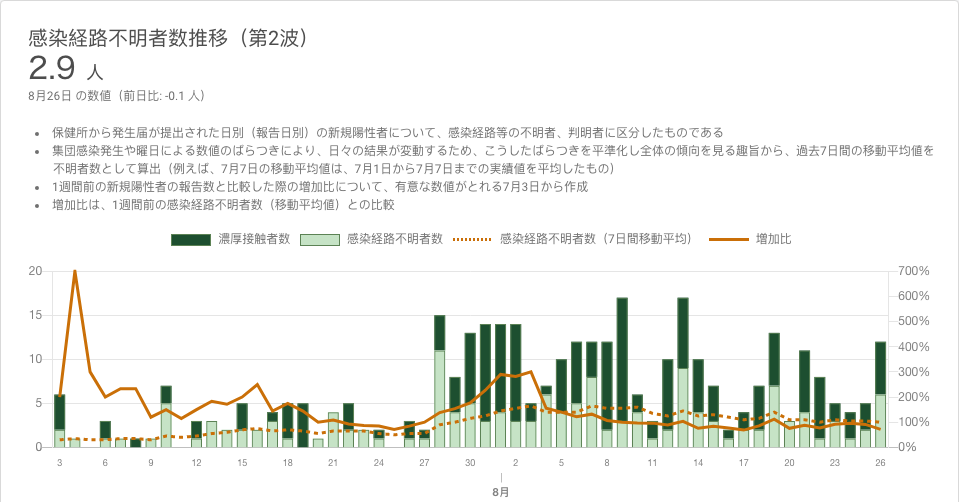 感染経路不明者数推移（第2波）
2.9 人
8月26日 の数値（前日比: -0.1 人）
• 保健所から発生届が提出された日別（報告日別）の新規陽性者について、感染経路等の不明者、判明者に区分したものである
• 集団感染発生や曜日による数値のばらつきにより、日々の結果が変動するため、こうしたばらつきを平準化し全体の傾向を見る趣旨から、過去7日間の移動平均値を
不明者数として算出（例えば、7月7日の移動平均値は、7月1日から7月7日までの実績値を平均したもの）
• 1週間前の新規陽性者の報告数と比較した際の増加比について、有意な数値がとれる7月3日から作成
• 増加比は、1週間前の感染経路不明者数（移動平均値）との比較
濃厚接触者数 感染経路不明者数 感染経路不明者数（7日間移動平均） 増加比
20 700%
600%
15 500%
400%
10 300%
5 200%
100%
0 0%
3 6 9 12 15 18 21 24 27 30 2 5 8 11 14 17 20 23 26
8月